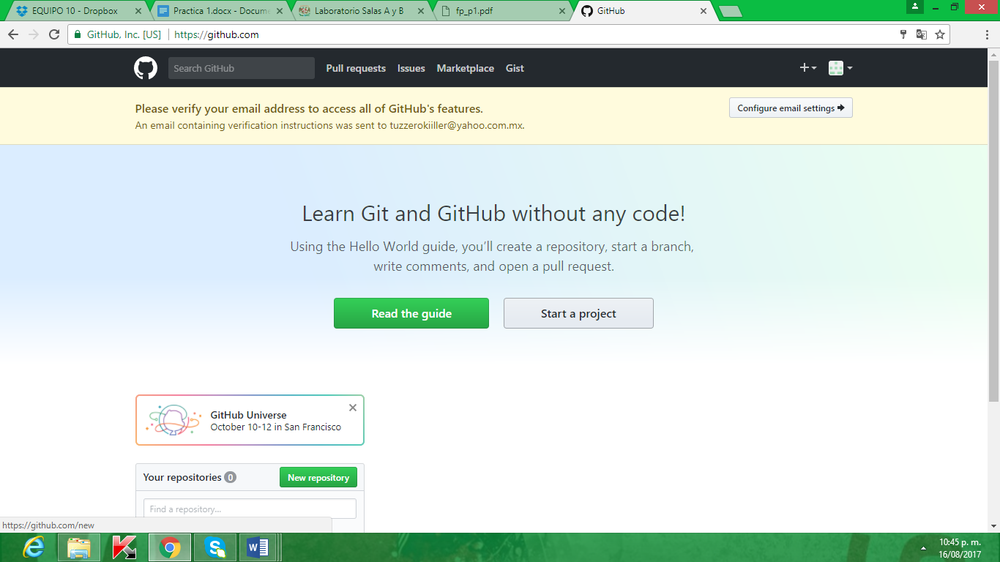 EQUIPO 10 - Dropbox
Practica 1.docx - Docume
Laboratorio Salas A y B
fp_p1.pdf
GitHub
GitHub, Inc. [US]
https://github.com
Search GitHub
Pull requests
Issues
Marketplace
Gist
Please verify your email address to access all of GitHub's features.
An email containing verification instructions was sent to tuzzerokiiller@yahoo.com.mx.
Configure email settings
Learn Git and GitHub without any code!
Using the Hello World guide, you’ll create a repository, start a branch,
write comments, and open a pull request.
Read the guide
Start a project
GitHub Universe
October 10-12 in San Francisco
Your repositories 0
New repository
Find a repository...
https://github.com/new
10:45 p. m.
16/08/2017